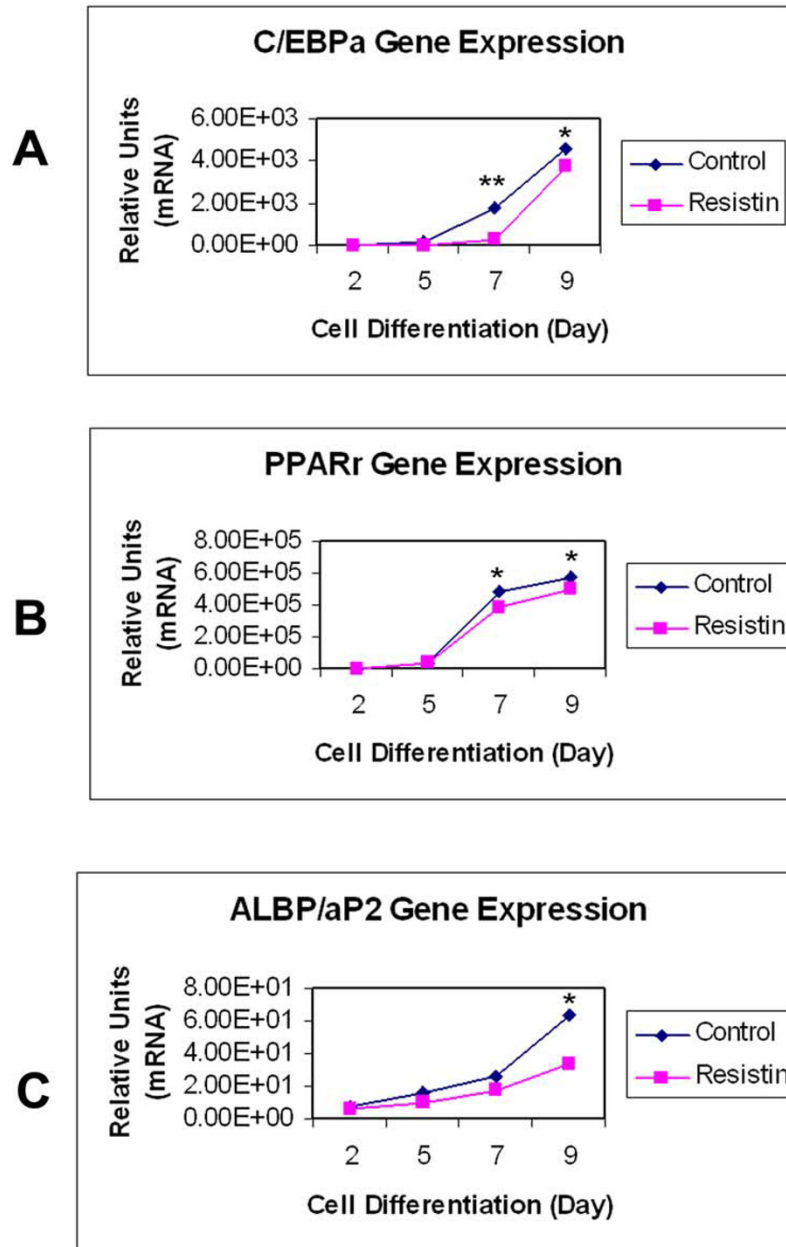 A
C/EBPa Gene Expression
Relative Units
(mRNA)
6.00E+03
4.00E+03
2.00E+03
0.00E+00
**
*
2 5 7 9
Cell Differentiation (Day)
Control
Resistin
B
PPARr Gene Expression
Relative Units
(mRNA)
8.00E+05
6.00E+05
4.00E+05
2.00E+05
0.00E+00
*
*
2 5 7 9
Cell Differentiation (Day)
Control
Resistin
C
ALBP/aP2 Gene Expression
Relative Units
(mRNA)
8.00E+01
6.00E+01
4.00E+01
2.00E+01
0.00E+00
*
2 5 7 9
Cell Differentiation (Day)
Control
Resistin